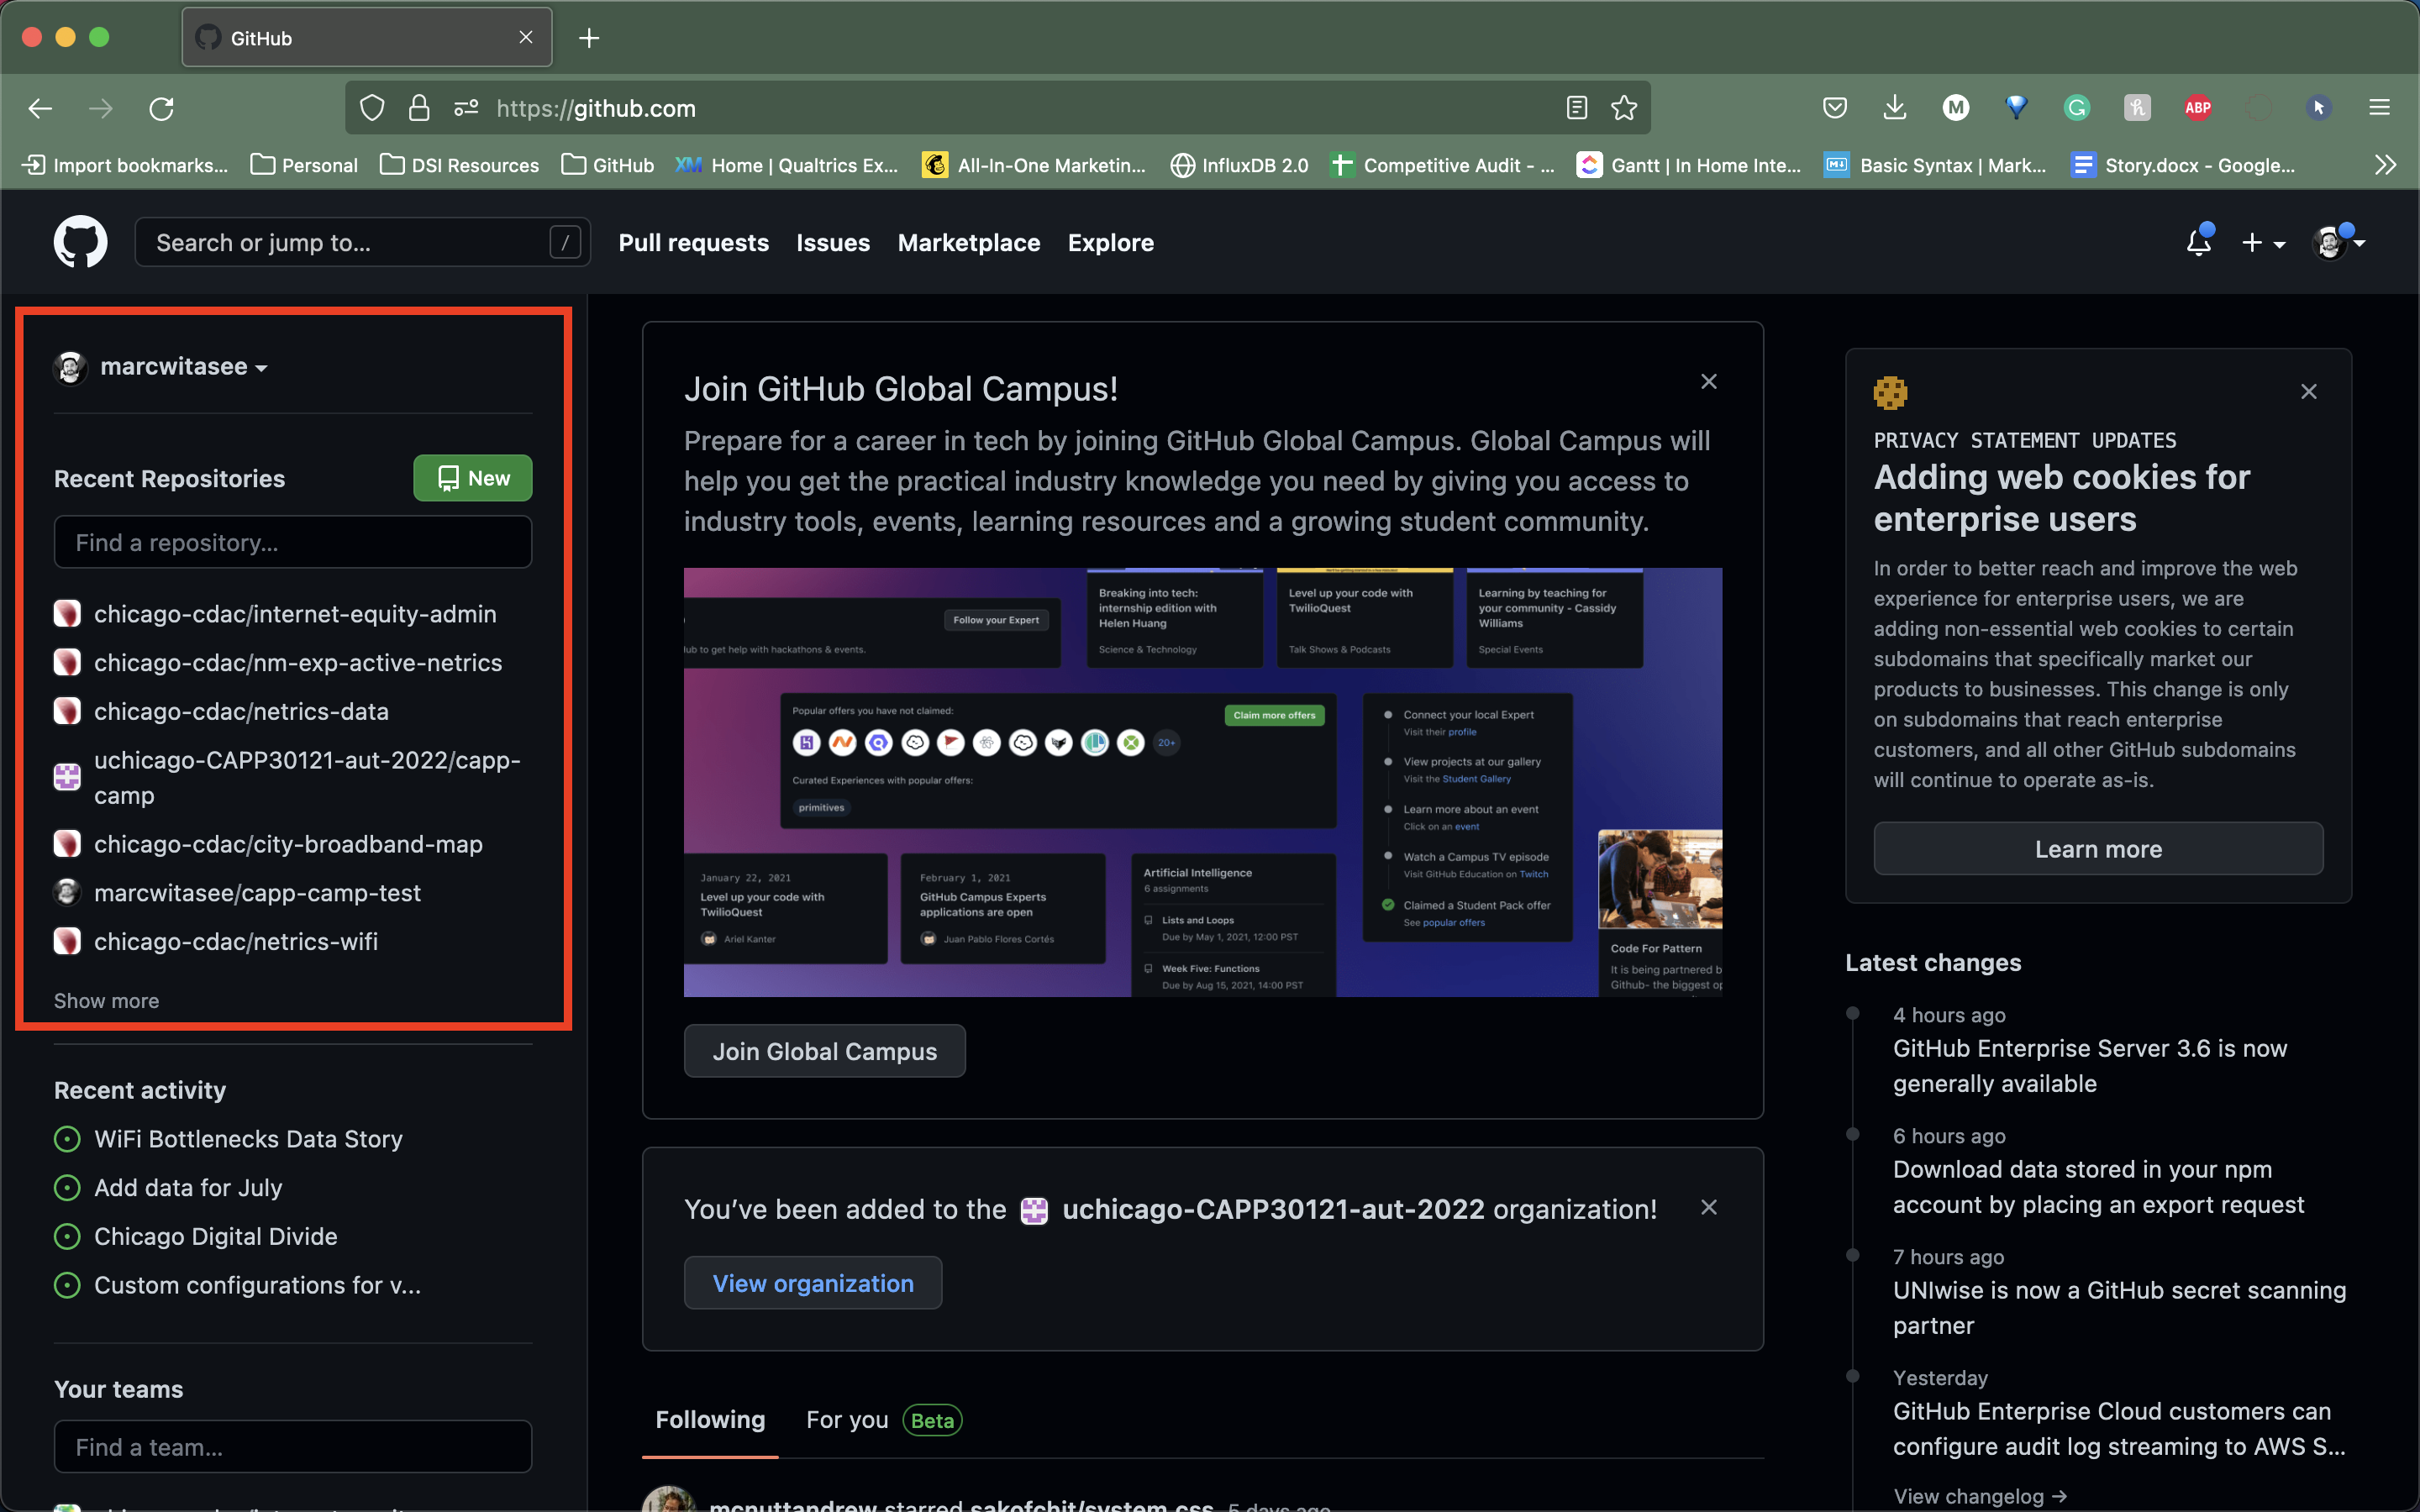 GitHub
https://github.com
M
G
h
ABP
Import bookmarks...
Personal
DSI Resources
GitHub
XM Home | Qualtrics Ex...
All-In-One Marketin...
InfluxDB 2.0
Competitive Audit - ...
Gantt | In Home Inte...
Basic Syntax | Mark...
Story.docx - Google...
Search or jump to...
/
Pull requests
Issues
Marketplace
Explore
marcwitasee
Recent Repositories
New
Find a repository...
chicago-cdac/internet-equity-admin
chicago-cdac/nm-exp-active-netrics
chicago-cdac/netrics-data
uchicago-CAPP30121-aut-2022/capp-
camp
chicago-cdac/city-broadband-map
marcwitasee/capp-camp-test
chicago-cdac/netrics-wifi
Show more
Recent activity
WiFi Bottlenecks Data Story
Add data for July
Chicago Digital Divide
Custom configurations for v...
Your teams
Find a team...
Join GitHub Global Campus!
Prepare for a career in tech by joining GitHub Global Campus. Global Campus will
help you get the practical industry knowledge you need by giving you access to
industry tools, events, learning resources and a growing student community.
Follow your Expert
ub to get help with hackathons & events.
Breaking into tech:
internship edition with
Helen Huang
Science & Technology
Level up your code with
TwilioQuest
Talk Shows & Podcasts
Learning by teaching for
your community - Cassidy
Williams
Special Events
Popular offers you have not claimed:
Claim more offers
20+
Curated Experiences with popular offers:
primitives
Connect your local Expert
Visit their profile
View projects at our gallery
Visit the Student Gallery
Learn more about an event
Click on an event
Watch a Campus TV episode
Visit GitHub Education on Twitch
Claimed a Student Pack offer
See popular offers
January 22, 2021
Level up your code with
TwilioQuest
Ariel Kanter
February 1, 2021
GitHub Campus Experts
applications are open
Juan Pablo Flores Cortés
Artificial Intelligence
6 assignments
Lists and Loops
Due by May 1, 2021, 12:00 PST
Week Five: Functions
Due by Aug 15, 2021, 14:00 PST
Code For Pattern
It is being partnered b
Github- the biggest op
Join Global Campus
You’ve been added to the uchicago-CAPP30121-aut-2022 organization!
View organization
Following
For you
Beta
mcnuttandrew starred sakofchit/system.css 5 days ago
PRIVACY STATEMENT UPDATES
Adding web cookies for
enterprise users
In order to better reach and improve the web
experience for enterprise users, we are
adding non-essential web cookies to certain
subdomains that specifically market our
products to businesses. This change is only
on subdomains that reach enterprise
customers, and all other GitHub subdomains
will continue to operate as-is.
Learn more
Latest changes
4 hours ago
GitHub Enterprise Server 3.6 is now
generally available
6 hours ago
Download data stored in your npm
account by placing an export request
7 hours ago
UNIwise is now a GitHub secret scanning
partner
Yesterday
GitHub Enterprise Cloud customers can
configure audit log streaming to AWS S...
View changelog →